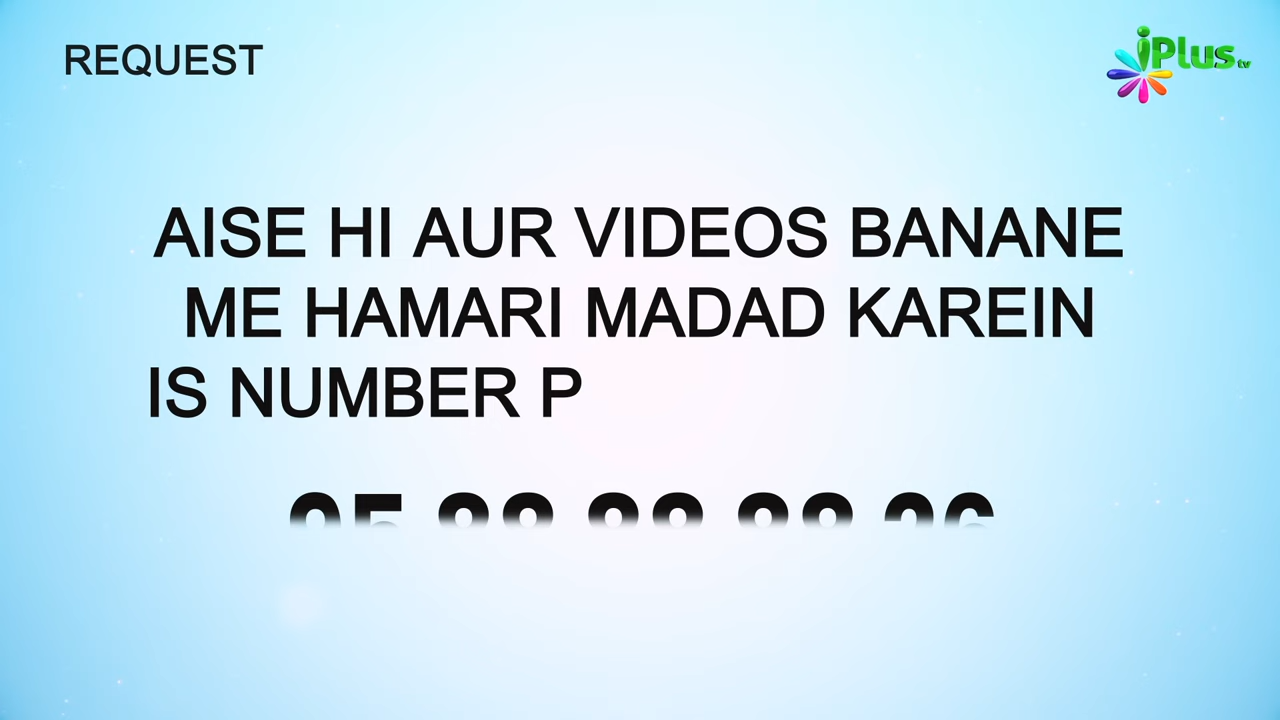 REQUEST
iPlus tv
AISE HI AUR VIDEOS BANANE
ME HAMARI MADAD KAREIN
IS NUMBER P